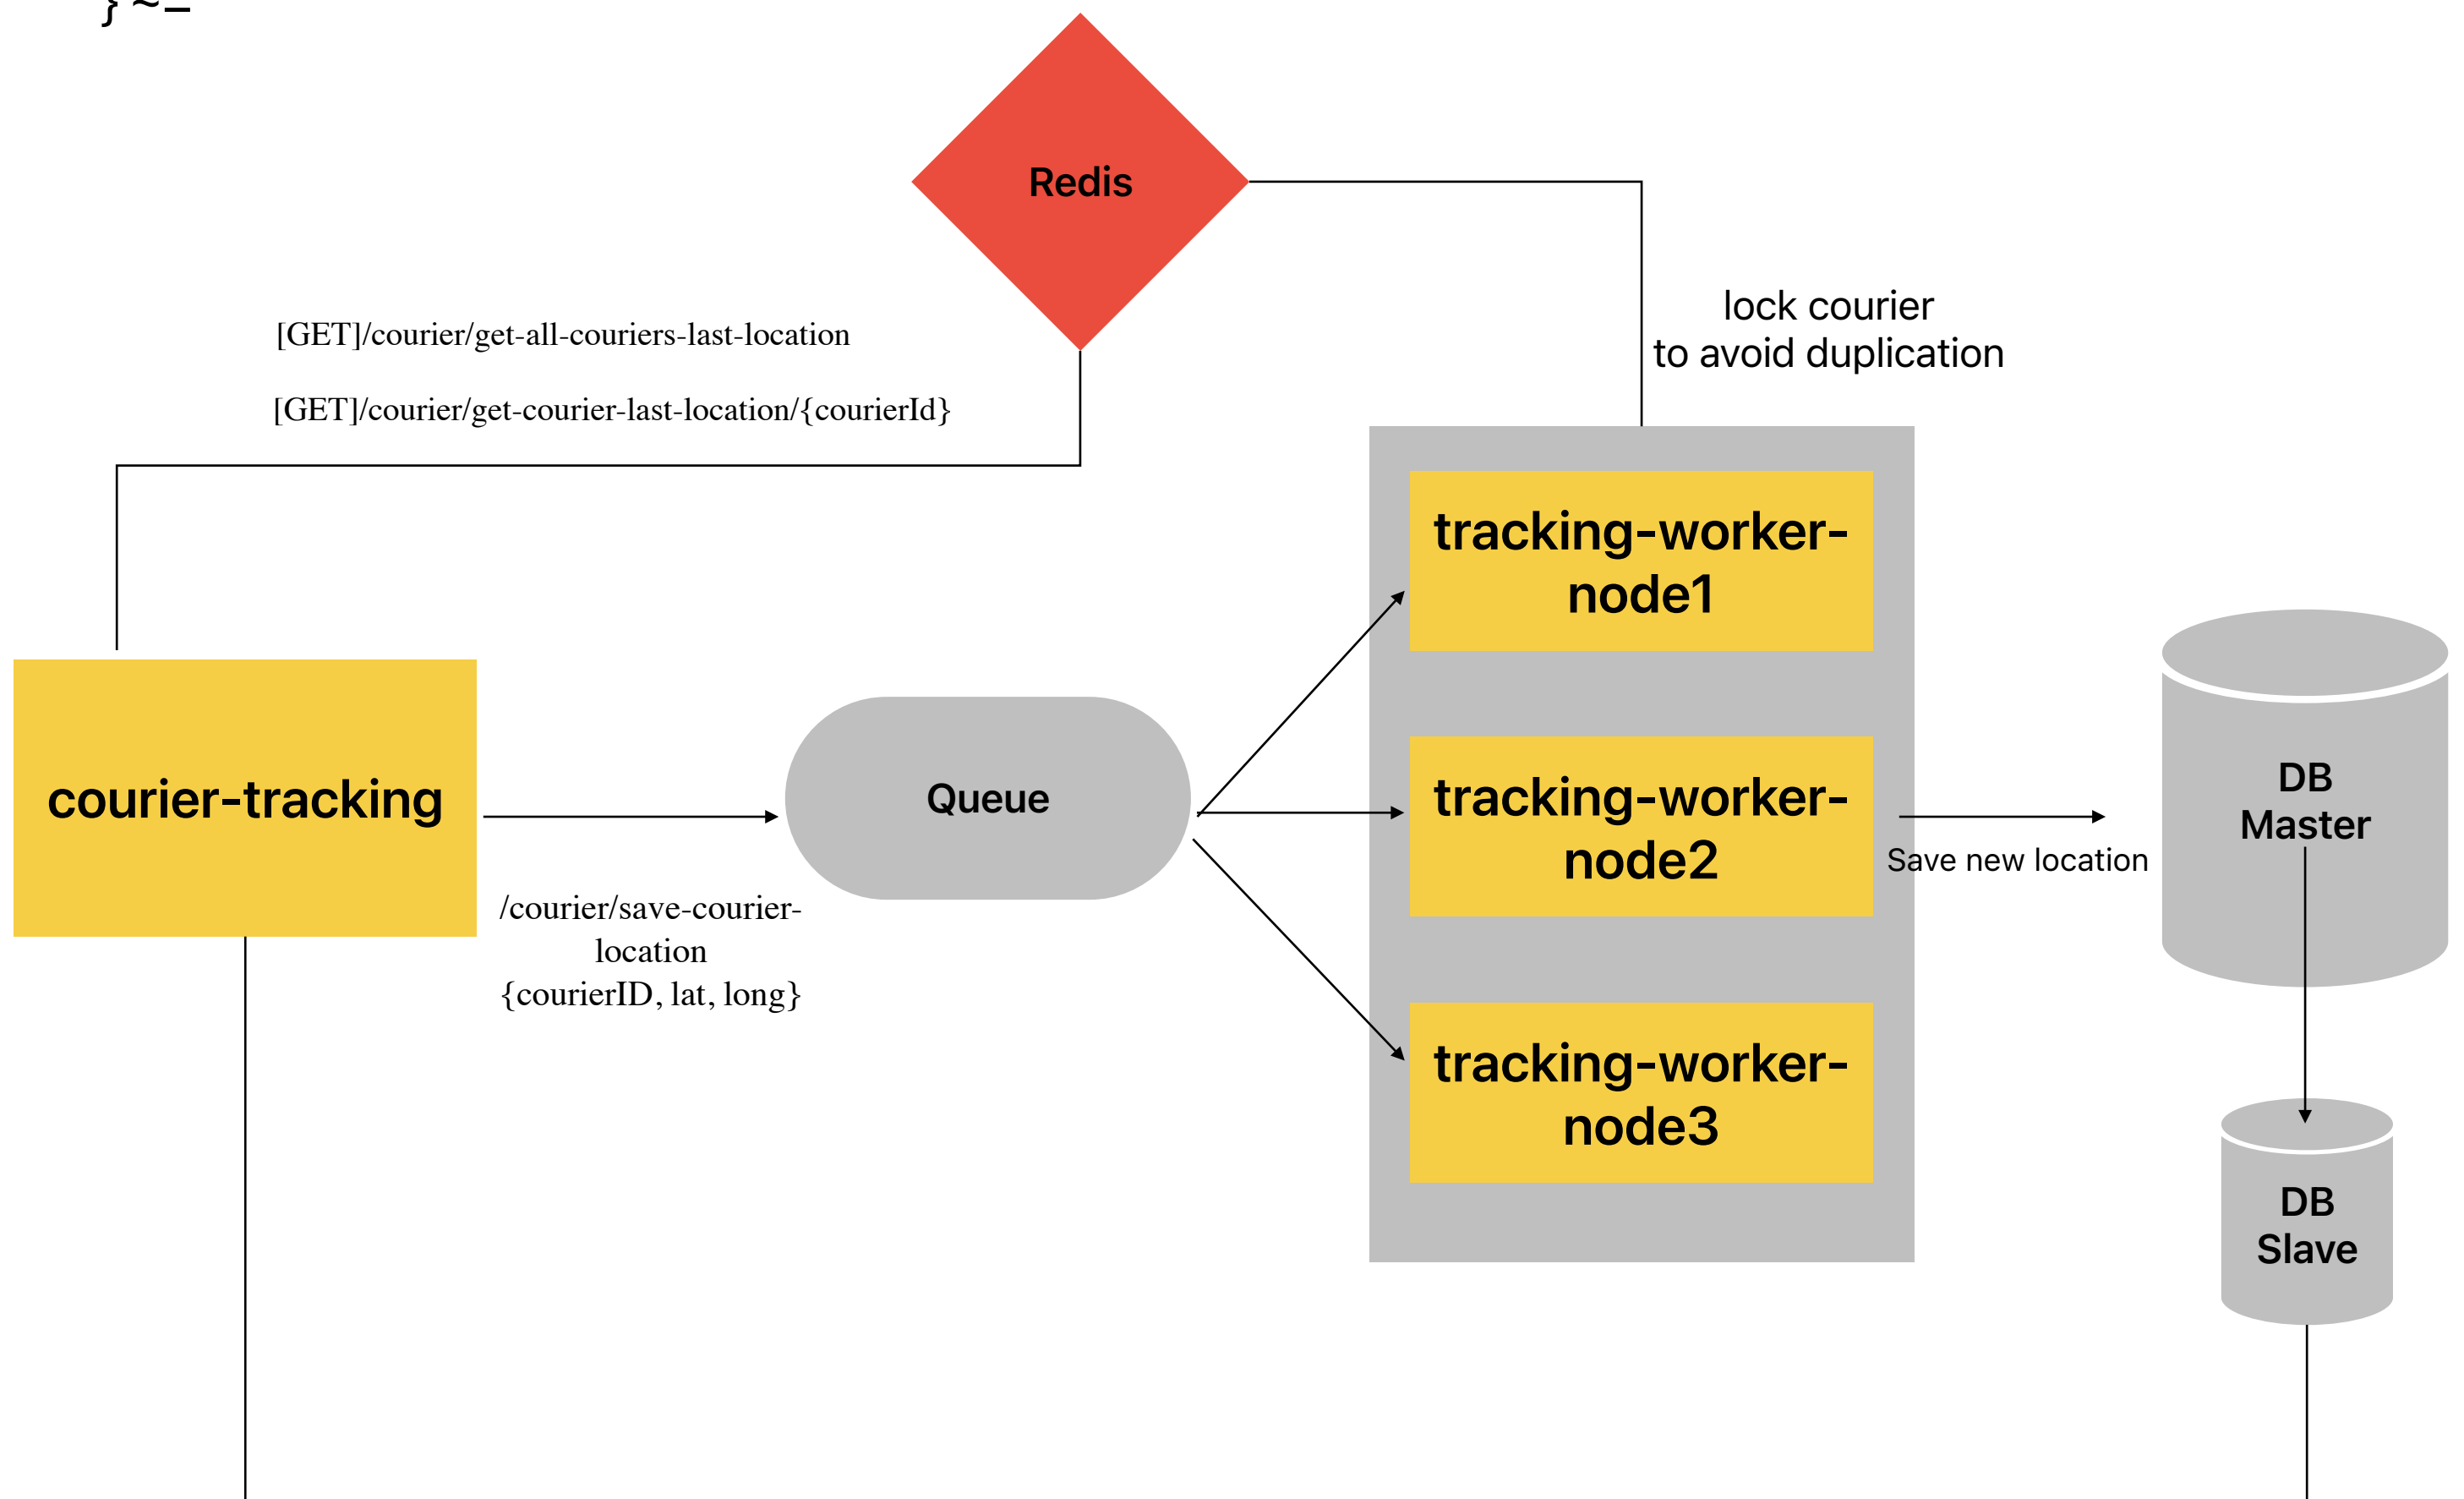 } ~_
Redis
[GET]/courier/get-all-couriers-last-location
[GET]/courier/get-courier-last-location/{courierId}
lock courier
to avoid duplication
tracking-worker-
node1
courier-tracking
Queue
tracking-worker-
node2
Save new location
DB
Master
/courier/save-courier-
location
{courierID, lat, long}
tracking-worker-
node3
DB
Slave